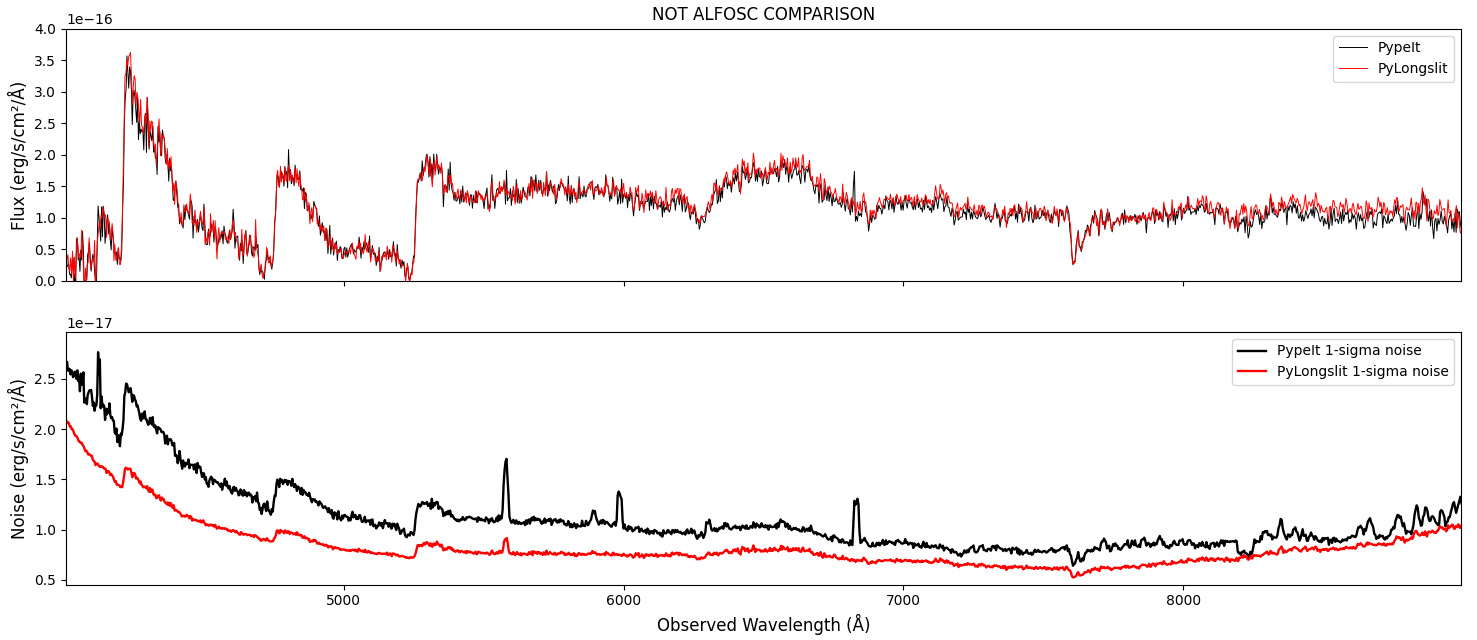 NOT ALFOSC COMPARISON
1e−16
Flux (erg/s/cm²/Å)
4.0
3.5
3.0
2.5
2.0
1.5
1.0
0.5
0.0
PypeIt
PyLongslit
1e−17
Noise (erg/s/cm²/Å)
2.5
2.0
1.5
1.0
0.5
PypeIt 1-sigma noise
PyLongslit 1-sigma noise
5000 6000 7000 8000
Observed Wavelength (Å)